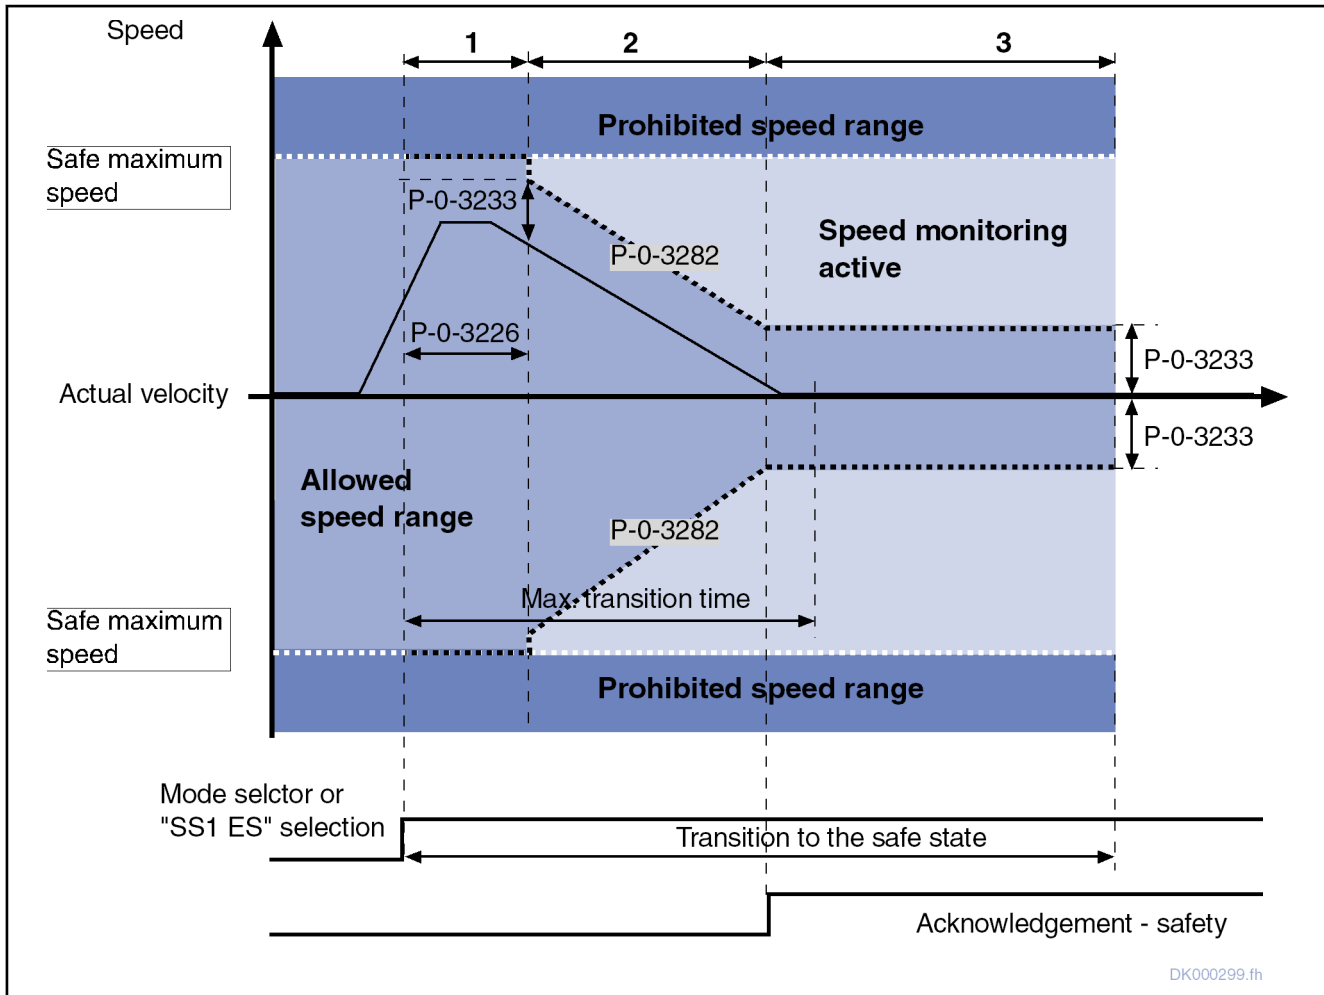 Speed
1
2
3
Prohibited speed range
Safe maximum
speed
P-0-3233
Speed monitoring
active
P-0-3282
P-0-3226
P-0-3233
Actual velocity
P-0-3233
Allowed
speed range
P-0-3282
Max. transition time
Safe maximum
speed
Prohibited speed range
Mode selctor or
"SS1 ES" selection
Transition to the safe state
Acknowledgement - safety
DK000299.fh